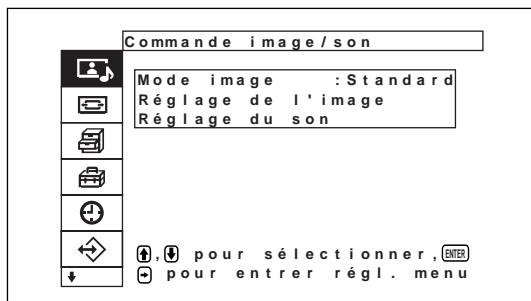 Commande image/son
Mode image :Standard
Réglage de l'image
Réglage du son
, pour sélectionner, ENTER
pour entrer régl. menu